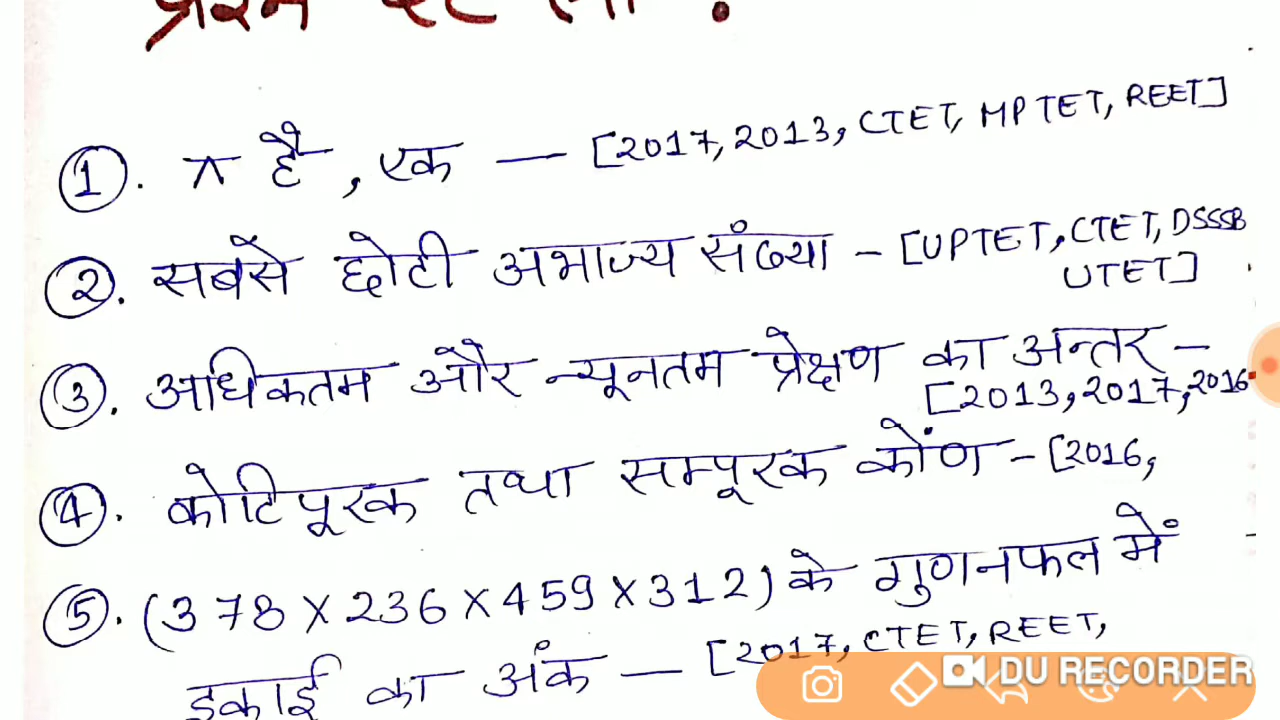 प्रश्न रट लो !
① . π है , एक — [2017, 2013, CTET, MPTET, REET]
② . सबसे छोटी अभाज्य संख्या - [UPTET, CTET, DSSSB
UTET]
③ . अधिकतम और न्यूनतम प्रेक्षण का अन्तर -
[2013, 2017, 2016
④ . कोटिपूरक तथा सम्पूरक कोंण - [2016,
⑤ . (378 × 236 × 459 × 312) के गुणनफल में
इकाई का अंक — [2017, CTET, REET,
DU RECORDER